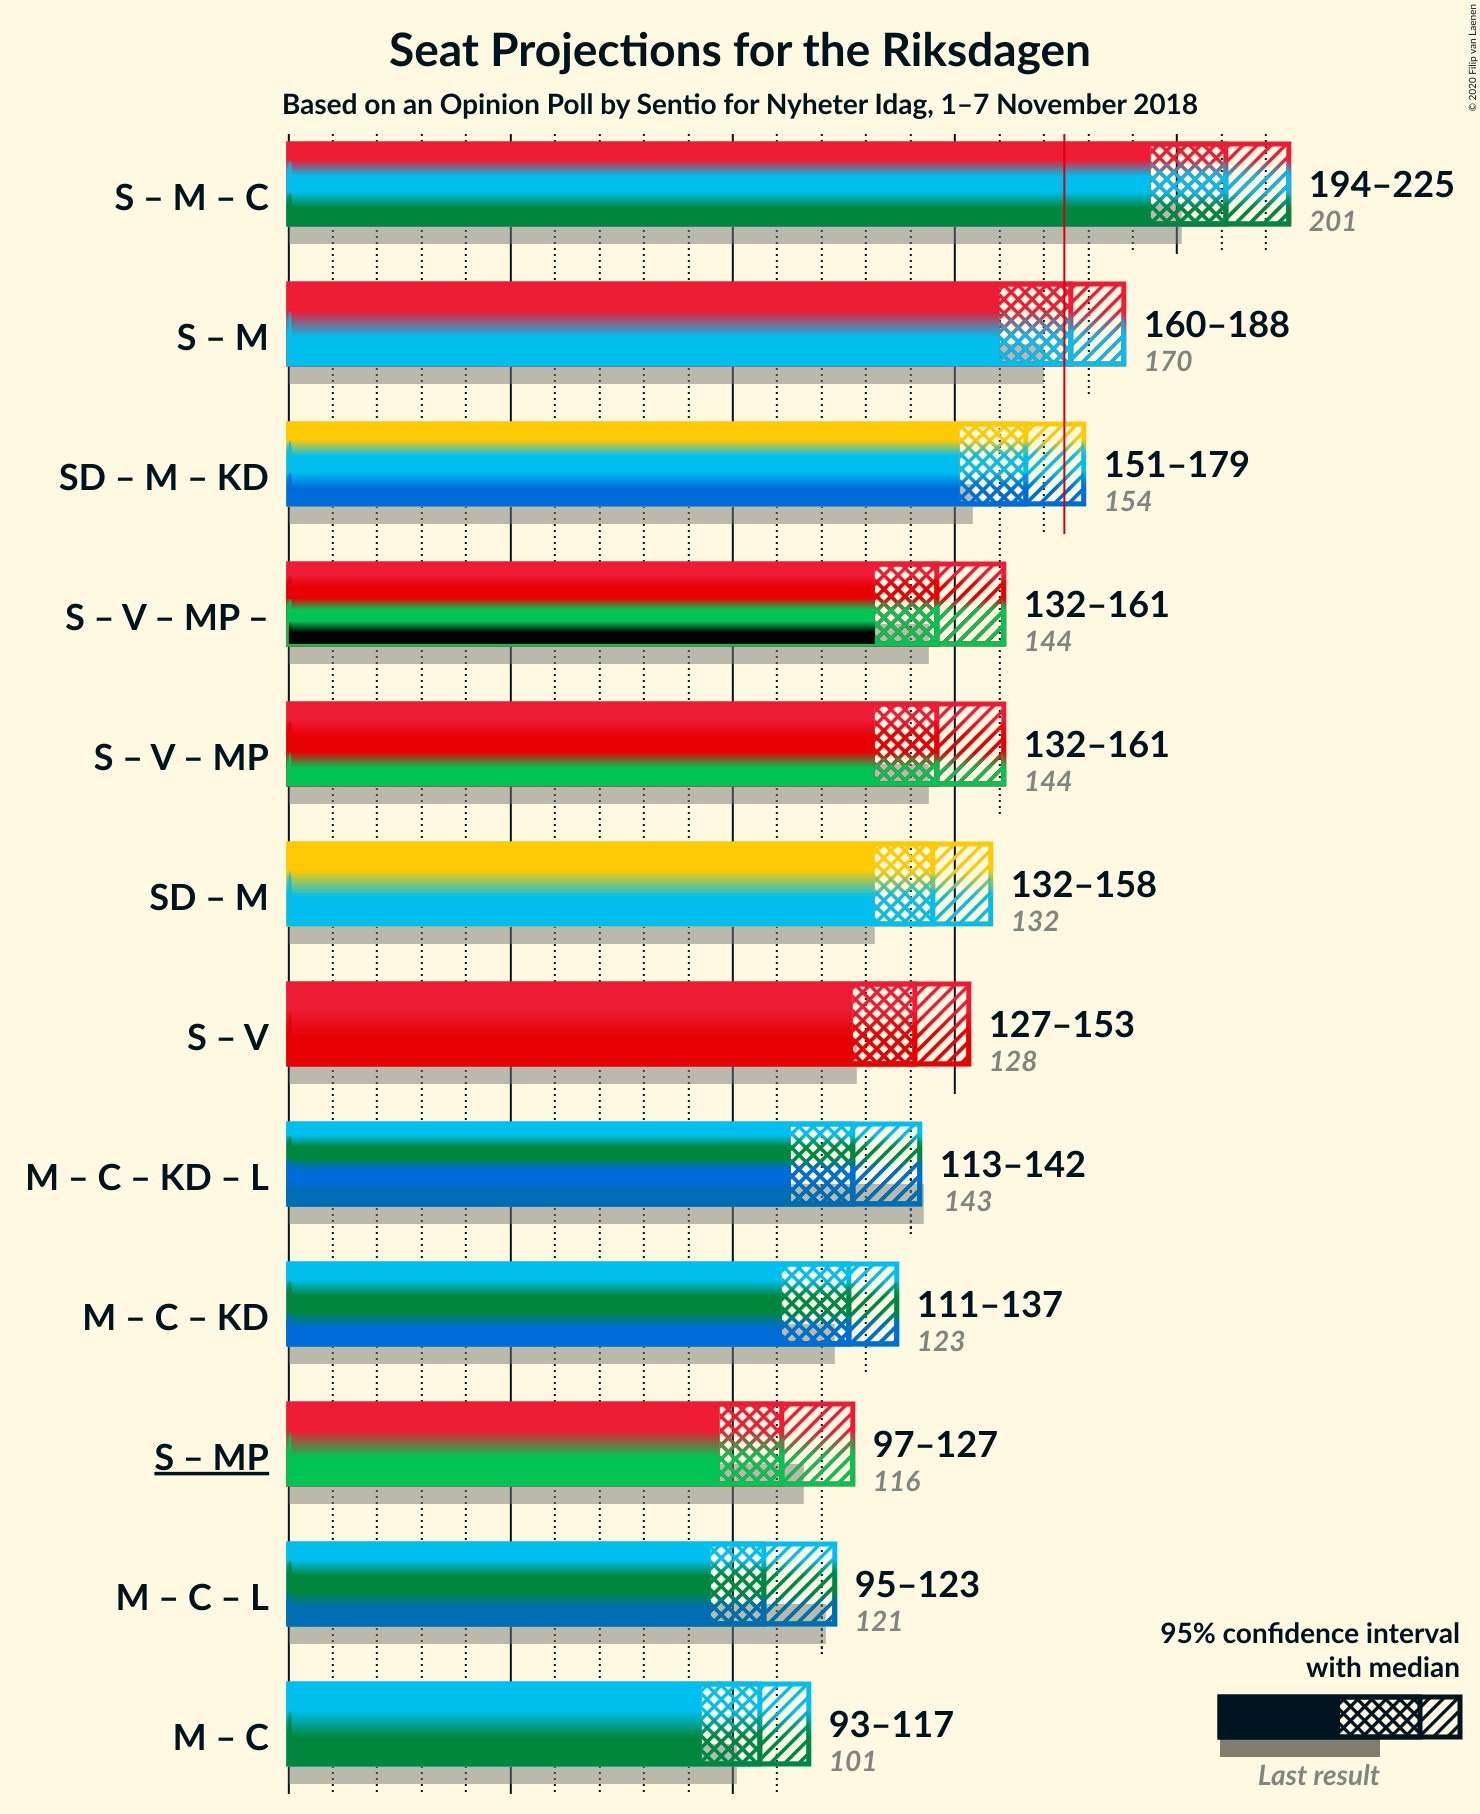 Seat Projections for the Riksdagen
Based on an Opinion Poll by Sentio for Nyheter Idag, 1–7 November 2018
© 2020 Filip van Laenen
S – M – C
194–225
201
S – M
160–188
170
SD – M – KD
151–179
154
S – V – MP –
132–161
144
S – V – MP
132–161
144
SD – M
132–158
132
S – V
127–153
128
M – C – KD – L
113–142
143
M – C – KD
111–137
123
S – MP
97–127
116
M – C – L
95–123
121
M – C
93–117
101
95% confidence interval
with median
Last result